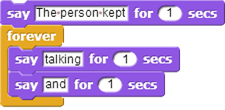 say The person kept for 1 secs
forever
say talking for 1 secs
say and for 1 secs